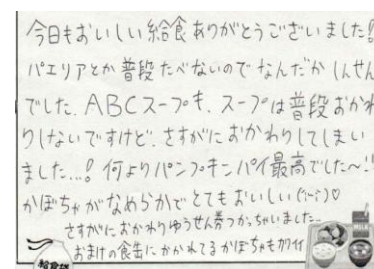 今日もおいしい給食ありがとうございました!
パエリアとか普段たべないのでなんだかしんせん
でした。ABCスープも、スープは普段おかわ
りしないですけど、さすがにおかわりしてしまい
ました...! 何よりパンプキンパイ最高でした〜!!
かぼちゃがなめらかでとてもおいしい♡
さすがにおかわりゆうせん券つかっちゃいました...
おまけの食缶にかかれてるかぼちゃもカワイイ
給食袋
MILK